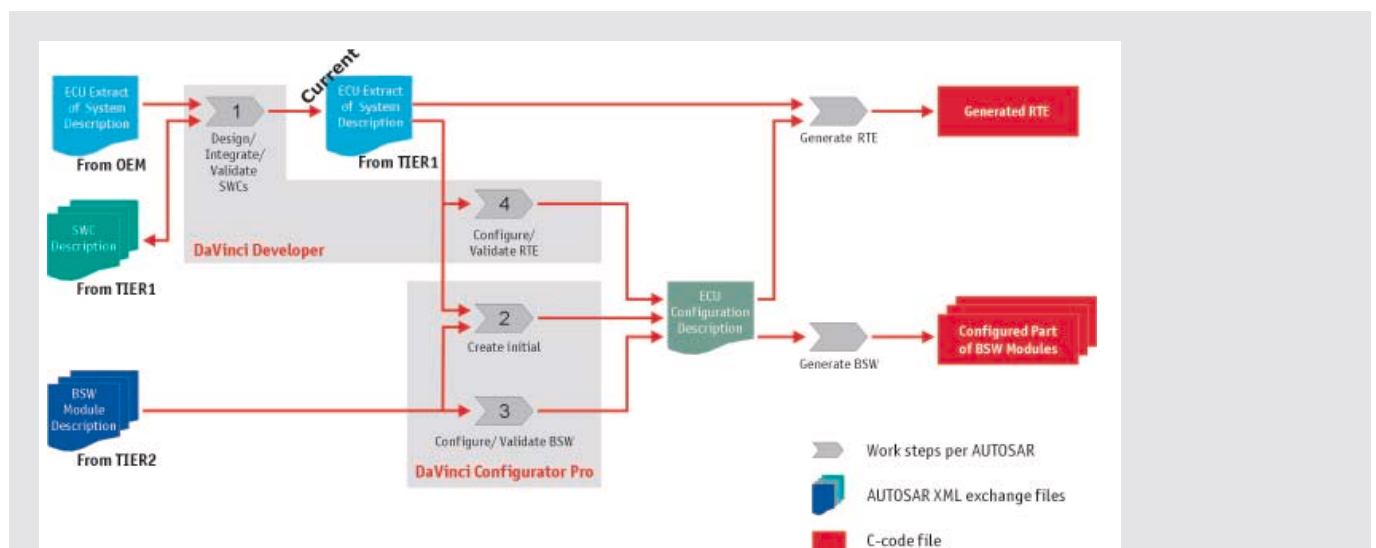 Current
ECU Extract
of System
Description
From OEM
1
Design/
Integrate/
Validate
SWCs
ECU-Extract
of System
Description
From TIER1
Generate RTE
Generated RTE
SWC
Description
From TIER1
DaVinci Developer
4
Configure/
Validate RTE
2
Create initial
ECU
Configuration
Description
Generate BSW
Configured Part
of BSW Modules
BSW
Module
Description
From TIER2
3
Configure/ Validate BSW
DaVinci Configurator Pro
Work steps per AUTOSAR
AUTOSAR XML exchange files
C-code file